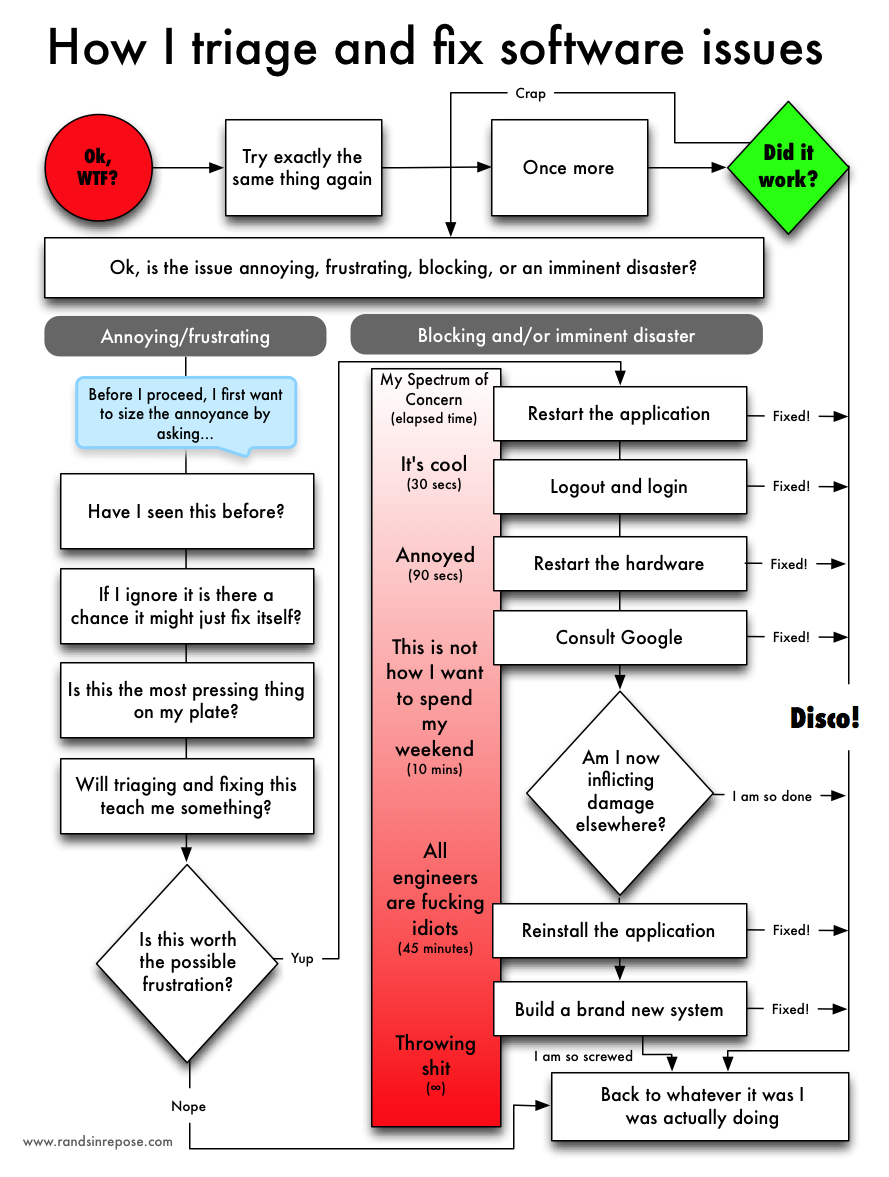 How I triage and fix software issues
Crap
Ok,
WTF?
Try exactly the
same thing again
Once more
Did it
work?
Ok, is the issue annoying, frustrating, blocking, or an imminent disaster?
Annoying/frustrating
Before I proceed, I first want
to size the annoyance by
asking...
Have I seen this before?
If I ignore it is there a
chance it might just fix itself?
Is this the most pressing thing
on my plate?
Will triaging and fixing this
teach me something?
Is this worth
the possible
frustration?
Yup
Nope
Blocking and/or imminent disaster
My Spectrum of
Concern
(elapsed time)
It's cool
(30 secs)
Annoyed
(90 secs)
This is not
how I want
to spend
my
weekend
(10 mins)
All
engineers
are fucking
idiots
(45 minutes)
Throwing
shit
(∞)
Restart the application
Fixed!
Logout and login
Fixed!
Restart the hardware
Fixed!
Consult Google
Fixed!
Disco!
Am I now
inflicting
damage
elsewhere?
I am so done
Reinstall the application
Fixed!
Build a brand new system
Fixed!
I am so screwed
Back to whatever it was I
was actually doing
www.randsinrepose.com